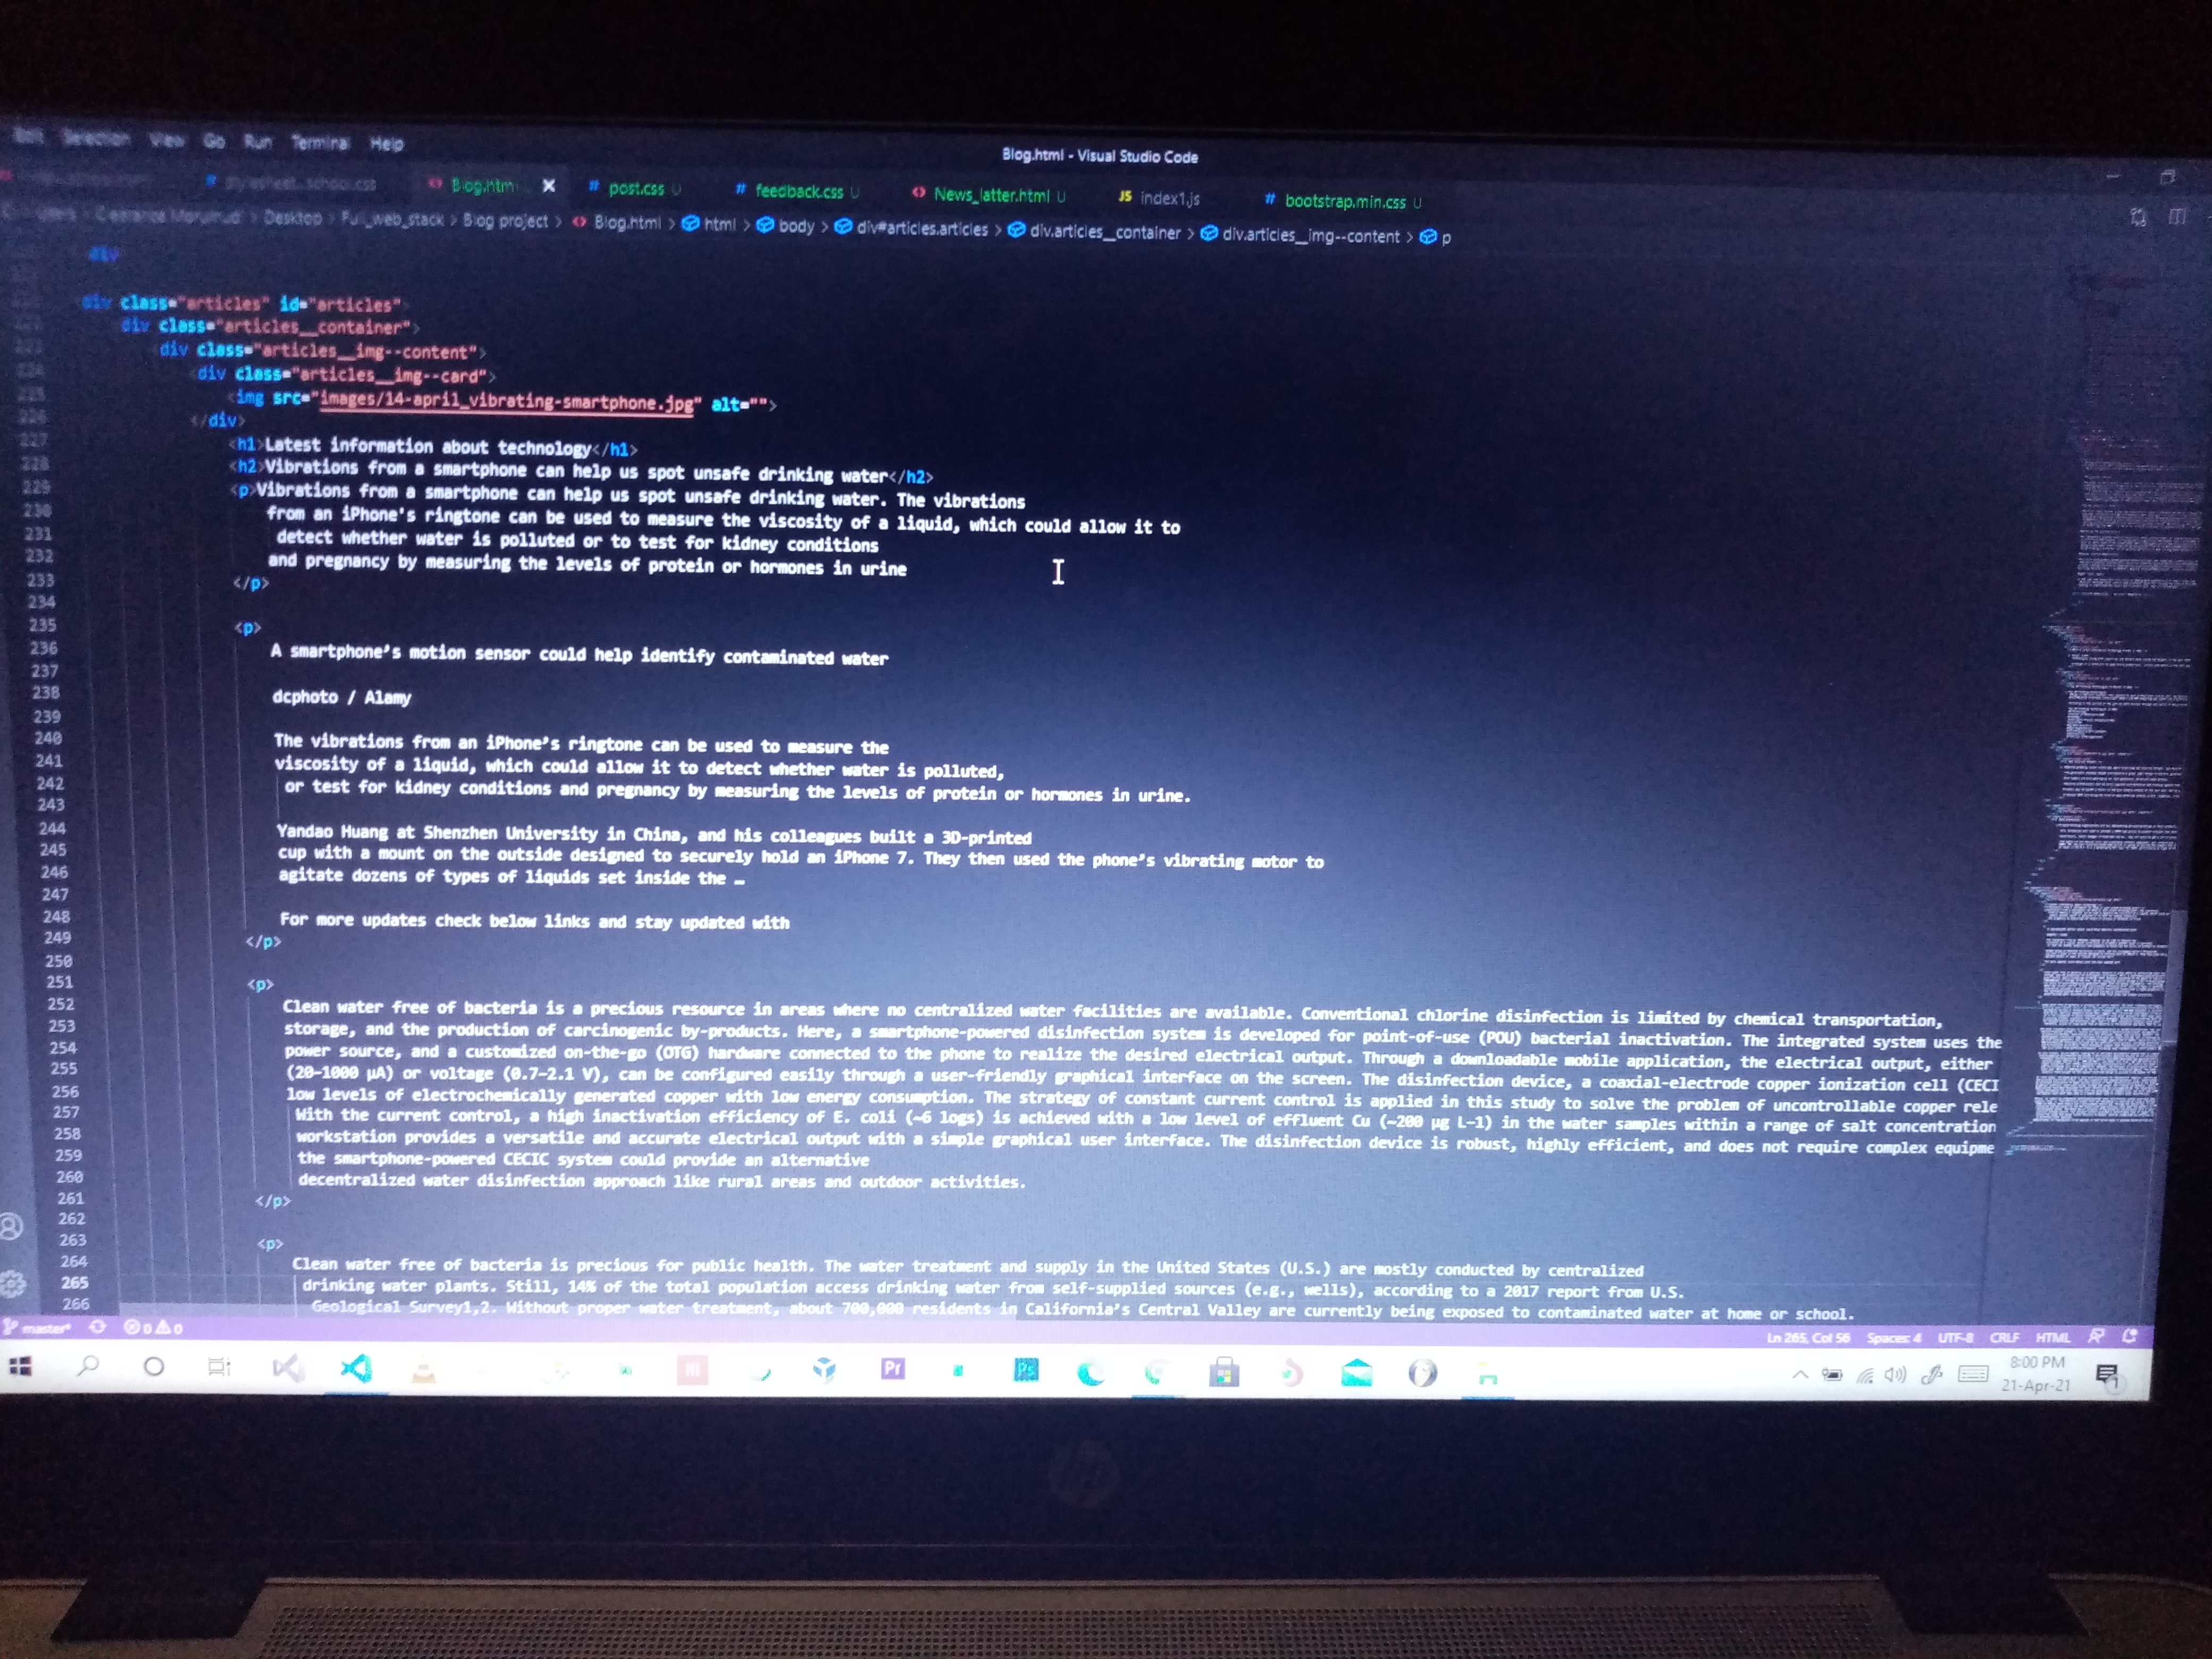 Edit Selection View Go Run Terminal Help
Blog.html - Visual Studio Code
# stylesheet...school.css <> Blog.htm × # post.css U # feedback.css U <> News_latter.html U JS index1.js # bootstrap.min.css U
> Desktop > Full_web_stack > Blog project > <> Blog.html > html > body > div#articles.articles > div.articles__container > div.articles__img--content > p
div
div class="articles" id="articles">
div class="articles__container">
div class="articles__img--content">
<div class="articles__img--card">
225 <img src="images/14-april_vibrating-smartphone.jpg" alt="">
226 </div>
227 <h1>Latest information about technology</h1>
228 <h2>Vibrations from a smartphone can help us spot unsafe drinking water</h2>
229 <p>Vibrations from a smartphone can help us spot unsafe drinking water. The vibrations
230 from an iPhone's ringtone can be used to measure the viscosity of a liquid, which could allow it to
231 detect whether water is polluted or to test for kidney conditions
232 and pregnancy by measuring the levels of protein or hormones in urine
233 </p>
234
235 <p>
236 A smartphone's motion sensor could help identify contaminated water
237
238 dcphoto / Alamy
239
240 The vibrations from an iPhone's ringtone can be used to measure the
241 viscosity of a liquid, which could allow it to detect whether water is polluted,
242 or test for kidney conditions and pregnancy by measuring the levels of protein or hormones in urine.
243
244 Yandao Huang at Shenzhen University in China, and his colleagues built a 3D-printed
245 cup with a mount on the outside designed to securely hold an iPhone 7. They then used the phone's vibrating motor to
246 agitate dozens of types of liquids set inside the …
247
248 For more updates check below links and stay updated with
249 </p>
250
251 <p>
252 Clean water free of bacteria is a precious resource in areas where no centralized water facilities are available. Conventional chlorine disinfection is limited by chemical transportation,
253 storage, and the production of carcinogenic by-products. Here, a smartphone-powered disinfection system is developed for point-of-use (POU) bacterial inactivation. The integrated system uses the
254 power source, and a customized on-the-go (OTG) hardware connected to the phone to realize the desired electrical output. Through a downloadable mobile application, the electrical output, either
255 (20–1000 µA) or voltage (0.7–2.1 V), can be configured easily through a user-friendly graphical interface on the screen. The disinfection device, a coaxial-electrode copper ionization cell (CECI
256 low levels of electrochemically generated copper with low energy consumption. The strategy of constant current control is applied in this study to solve the problem of uncontrollable copper rele
257 With the current control, a high inactivation efficiency of E. coli (~6 logs) is achieved with a low level of effluent Cu (~200 µg L−1) in the water samples within a range of salt concentration
258 workstation provides a versatile and accurate electrical output with a simple graphical user interface. The disinfection device is robust, highly efficient, and does not require complex equipme
259 the smartphone-powered CECIC system could provide an alternative
260 decentralized water disinfection approach like rural areas and outdoor activities.
261 </p>
262
263 <p>
264 Clean water free of bacteria is precious for public health. The water treatment and supply in the United States (U.S.) are mostly conducted by centralized
265 drinking water plants. Still, 14% of the total population access drinking water from self-supplied sources (e.g., wells), according to a 2017 report from U.S.
266 Geological Survey1,2. Without proper water treatment, about 700,000 residents in California's Central Valley are currently being exposed to contaminated water at home or school.
master* 0 0 Ln 265, Col 56 Spaces: 4 UTF-8 CRLF HTML
Pr Ps 8:00 PM
21-Apr-21 1
hp